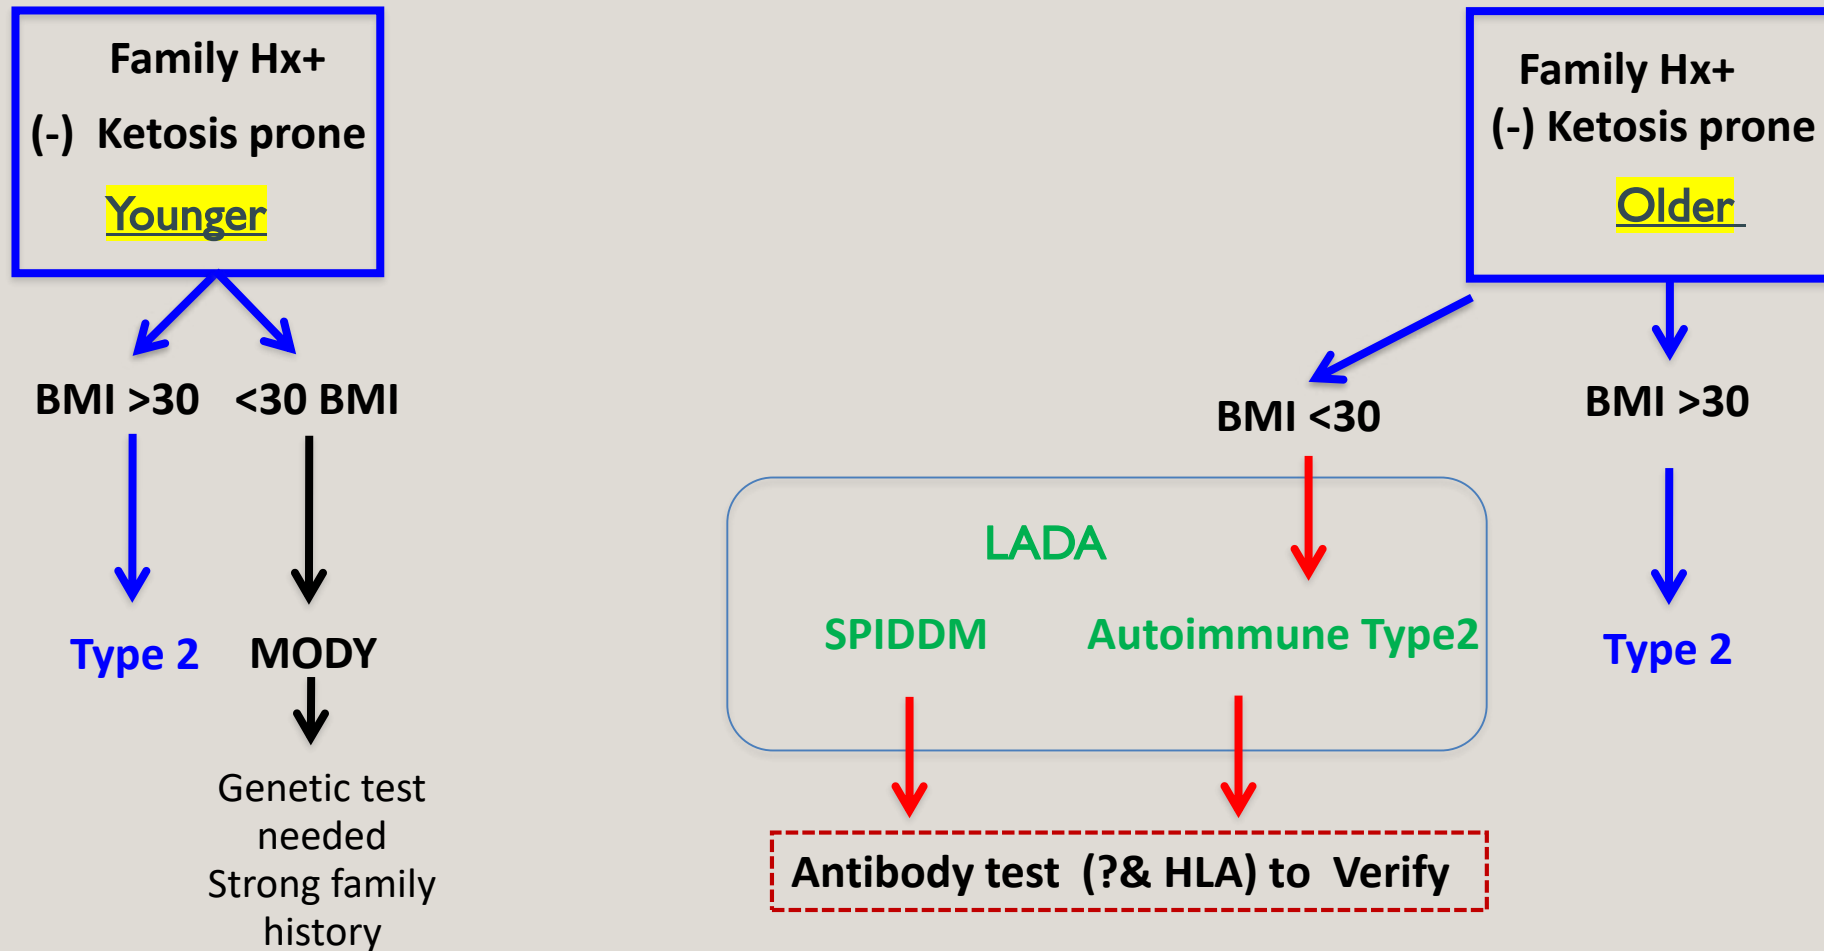 Family Hx+
(-) Ketosis prone
Younger
BMI >30
<30 BMI
Type 2
MODY
Genetic test
needed
Strong family
history
Family Hx+
(-) Ketosis prone
Older
BMI <30
BMI >30
LADA
SPIDDM
Autoimmune Type2
Type 2
Antibody test (?& HLA) to Verify